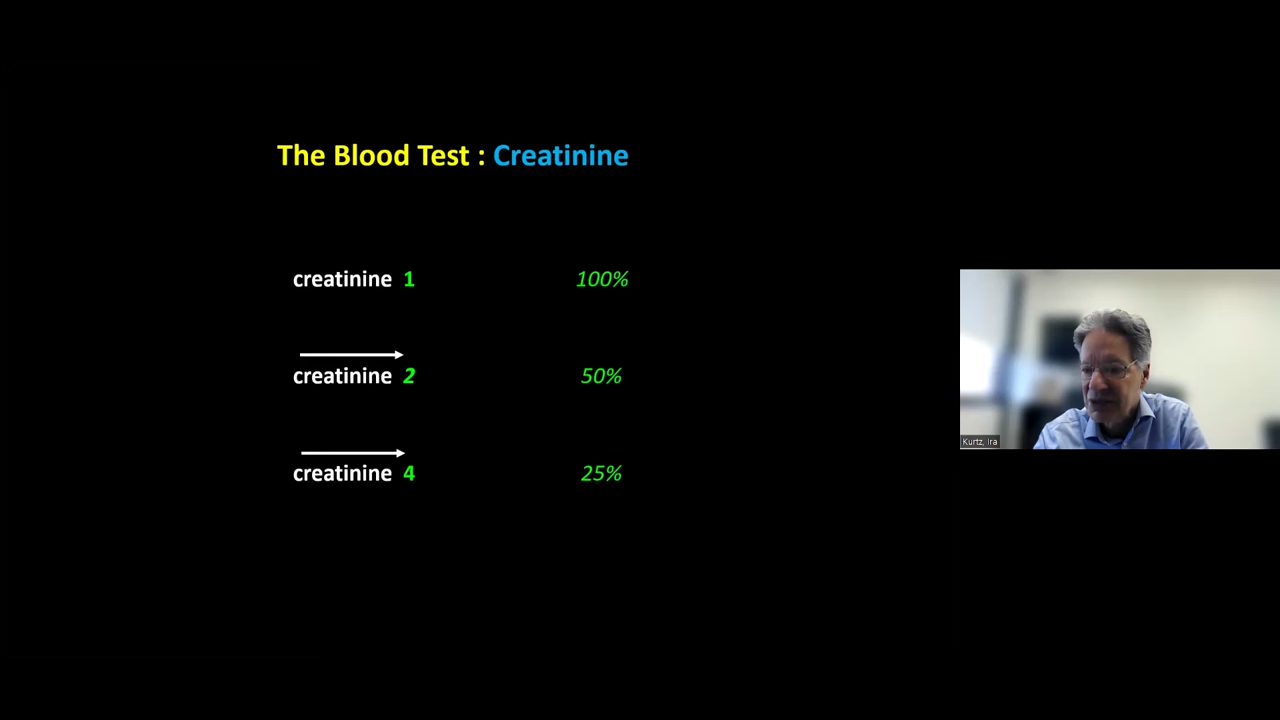 The Blood Test : Creatinine
creatinine 1 100%
creatinine 2 50%
creatinine 4 25%
Kurtz, Ira